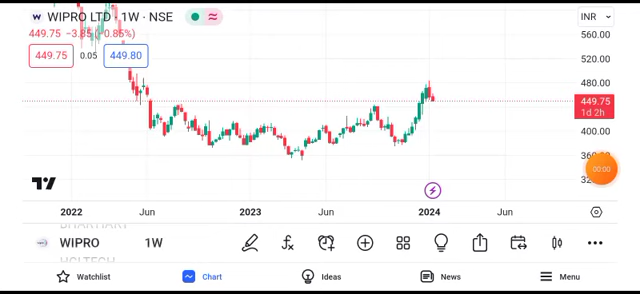 W WIPRO LTD · 1W · NSE
INR
449.75 −3.85 (−0.85%)
449.75 0.05 449.80
560.00
520.00
480.00
449.75
1d 2h
400.00
00:00
2022 Jun 2023 Jun 2024 Jun
WIPRO 1W
Watchlist Chart Ideas News Menu